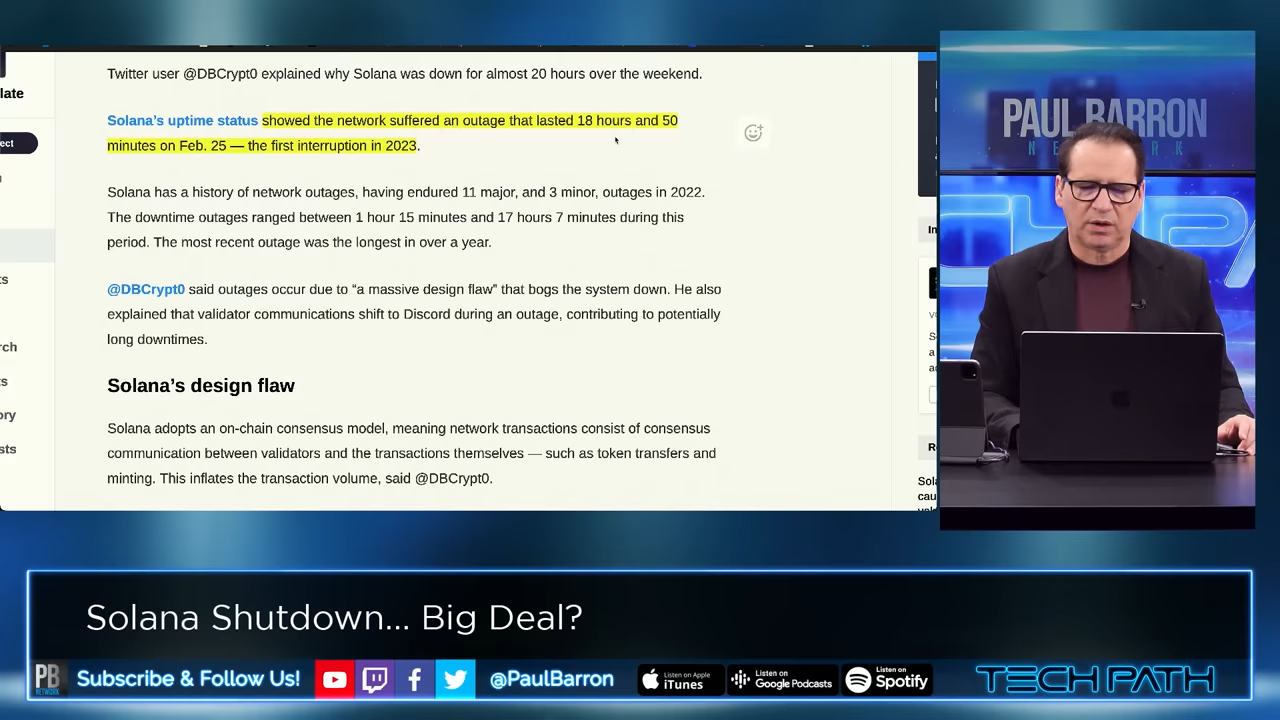 Twitter user @DBCrypt0 explained why Solana was down for almost 20 hours over the weekend.
late
ect
Solana’s uptime status showed the network suffered an outage that lasted 18 hours and 50
minutes on Feb. 25 — the first interruption in 2023.
Solana has a history of network outages, having endured 11 major, and 3 minor, outages in 2022.
The downtime outages ranged between 1 hour 15 minutes and 17 hours 7 minutes during this
period. The most recent outage was the longest in over a year.
@DBCrypt0 said outages occur due to “a massive design flaw” that bogs the system down. He also
explained that validator communications shift to Discord during an outage, contributing to potentially
long downtimes.
Solana’s design flaw
Solana adopts an on-chain consensus model, meaning network transactions consist of consensus
communication between validators and the transactions themselves — such as token transfers and
minting. This inflates the transaction volume, said @DBCrypt0.
ts
rch
ts
ory
sts
PAUL BARRON
NETWORK
Solana Shutdown... Big Deal?
PB
NETWORK
Subscribe & Follow Us!
@PaulBarron
Listen on Apple
iTunes
Listen on
Google Podcasts
Listen on
Spotify
TECH PATH